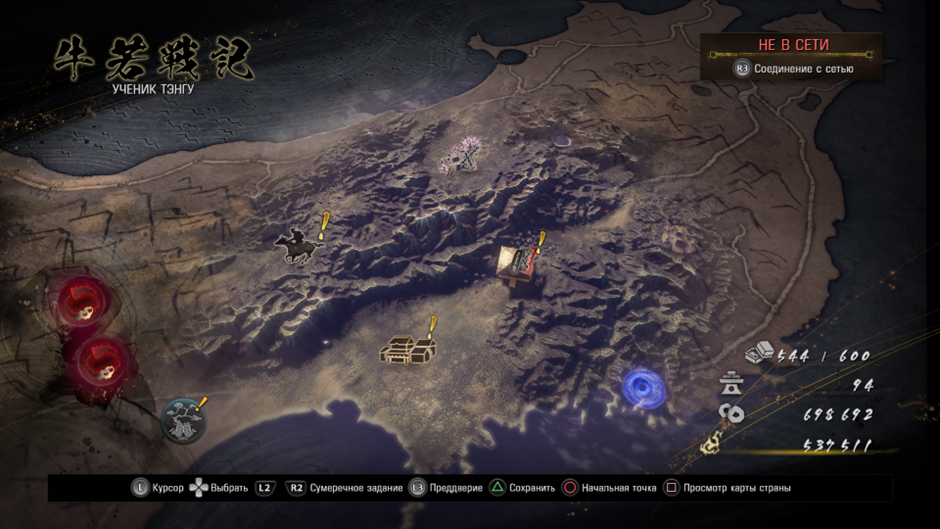 牛若戦記
УЧЕНИК ТЭНГУ
НЕ В СЕТИ
R3 Соединение с сетью
544 / 600
94
698 692
537 511
L Курсор Выбрать L2 R2 Сумеречное задание L3 Преддверие Сохранить Начальная точка Просмотр карты страны